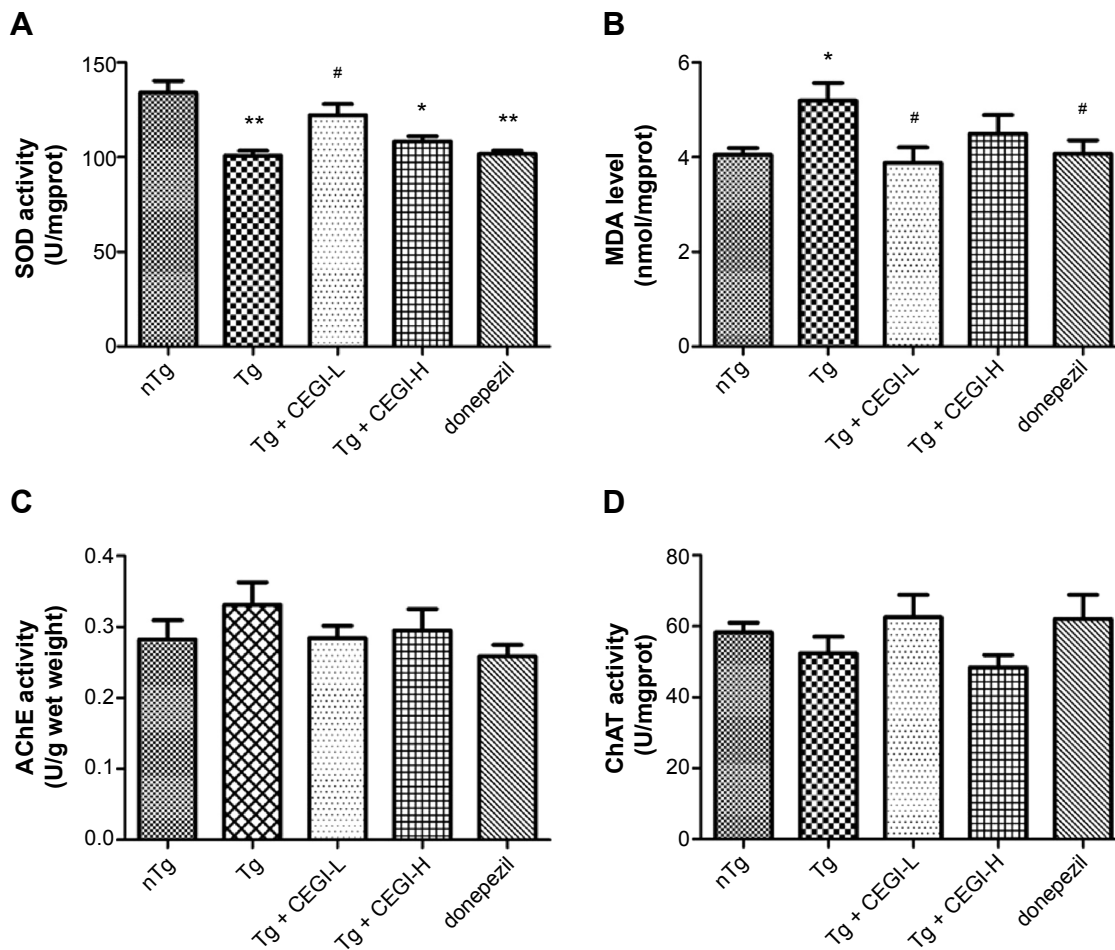 A
SOD activity
(U/mgprot)
150
100
50
0
#
**
*
**
nTg
Tg
Tg + CEGI-L
Tg + CEGI-H
donepezil
B
MDA level
(nmol/mgprot)
6
4
2
0
*
#
#
nTg
Tg
Tg + CEGI-L
Tg + CEGI-H
donepezil
C
AChE activity
(U/g wet weight)
0.4
0.3
0.2
0.1
0.0
nTg
Tg
Tg + CEGI-L
Tg + CEGI-H
donepezil
D
ChAT activity
(U/mgprot)
80
60
40
20
0
nTg
Tg
Tg + CEGI-L
Tg + CEGI-H
donepezil